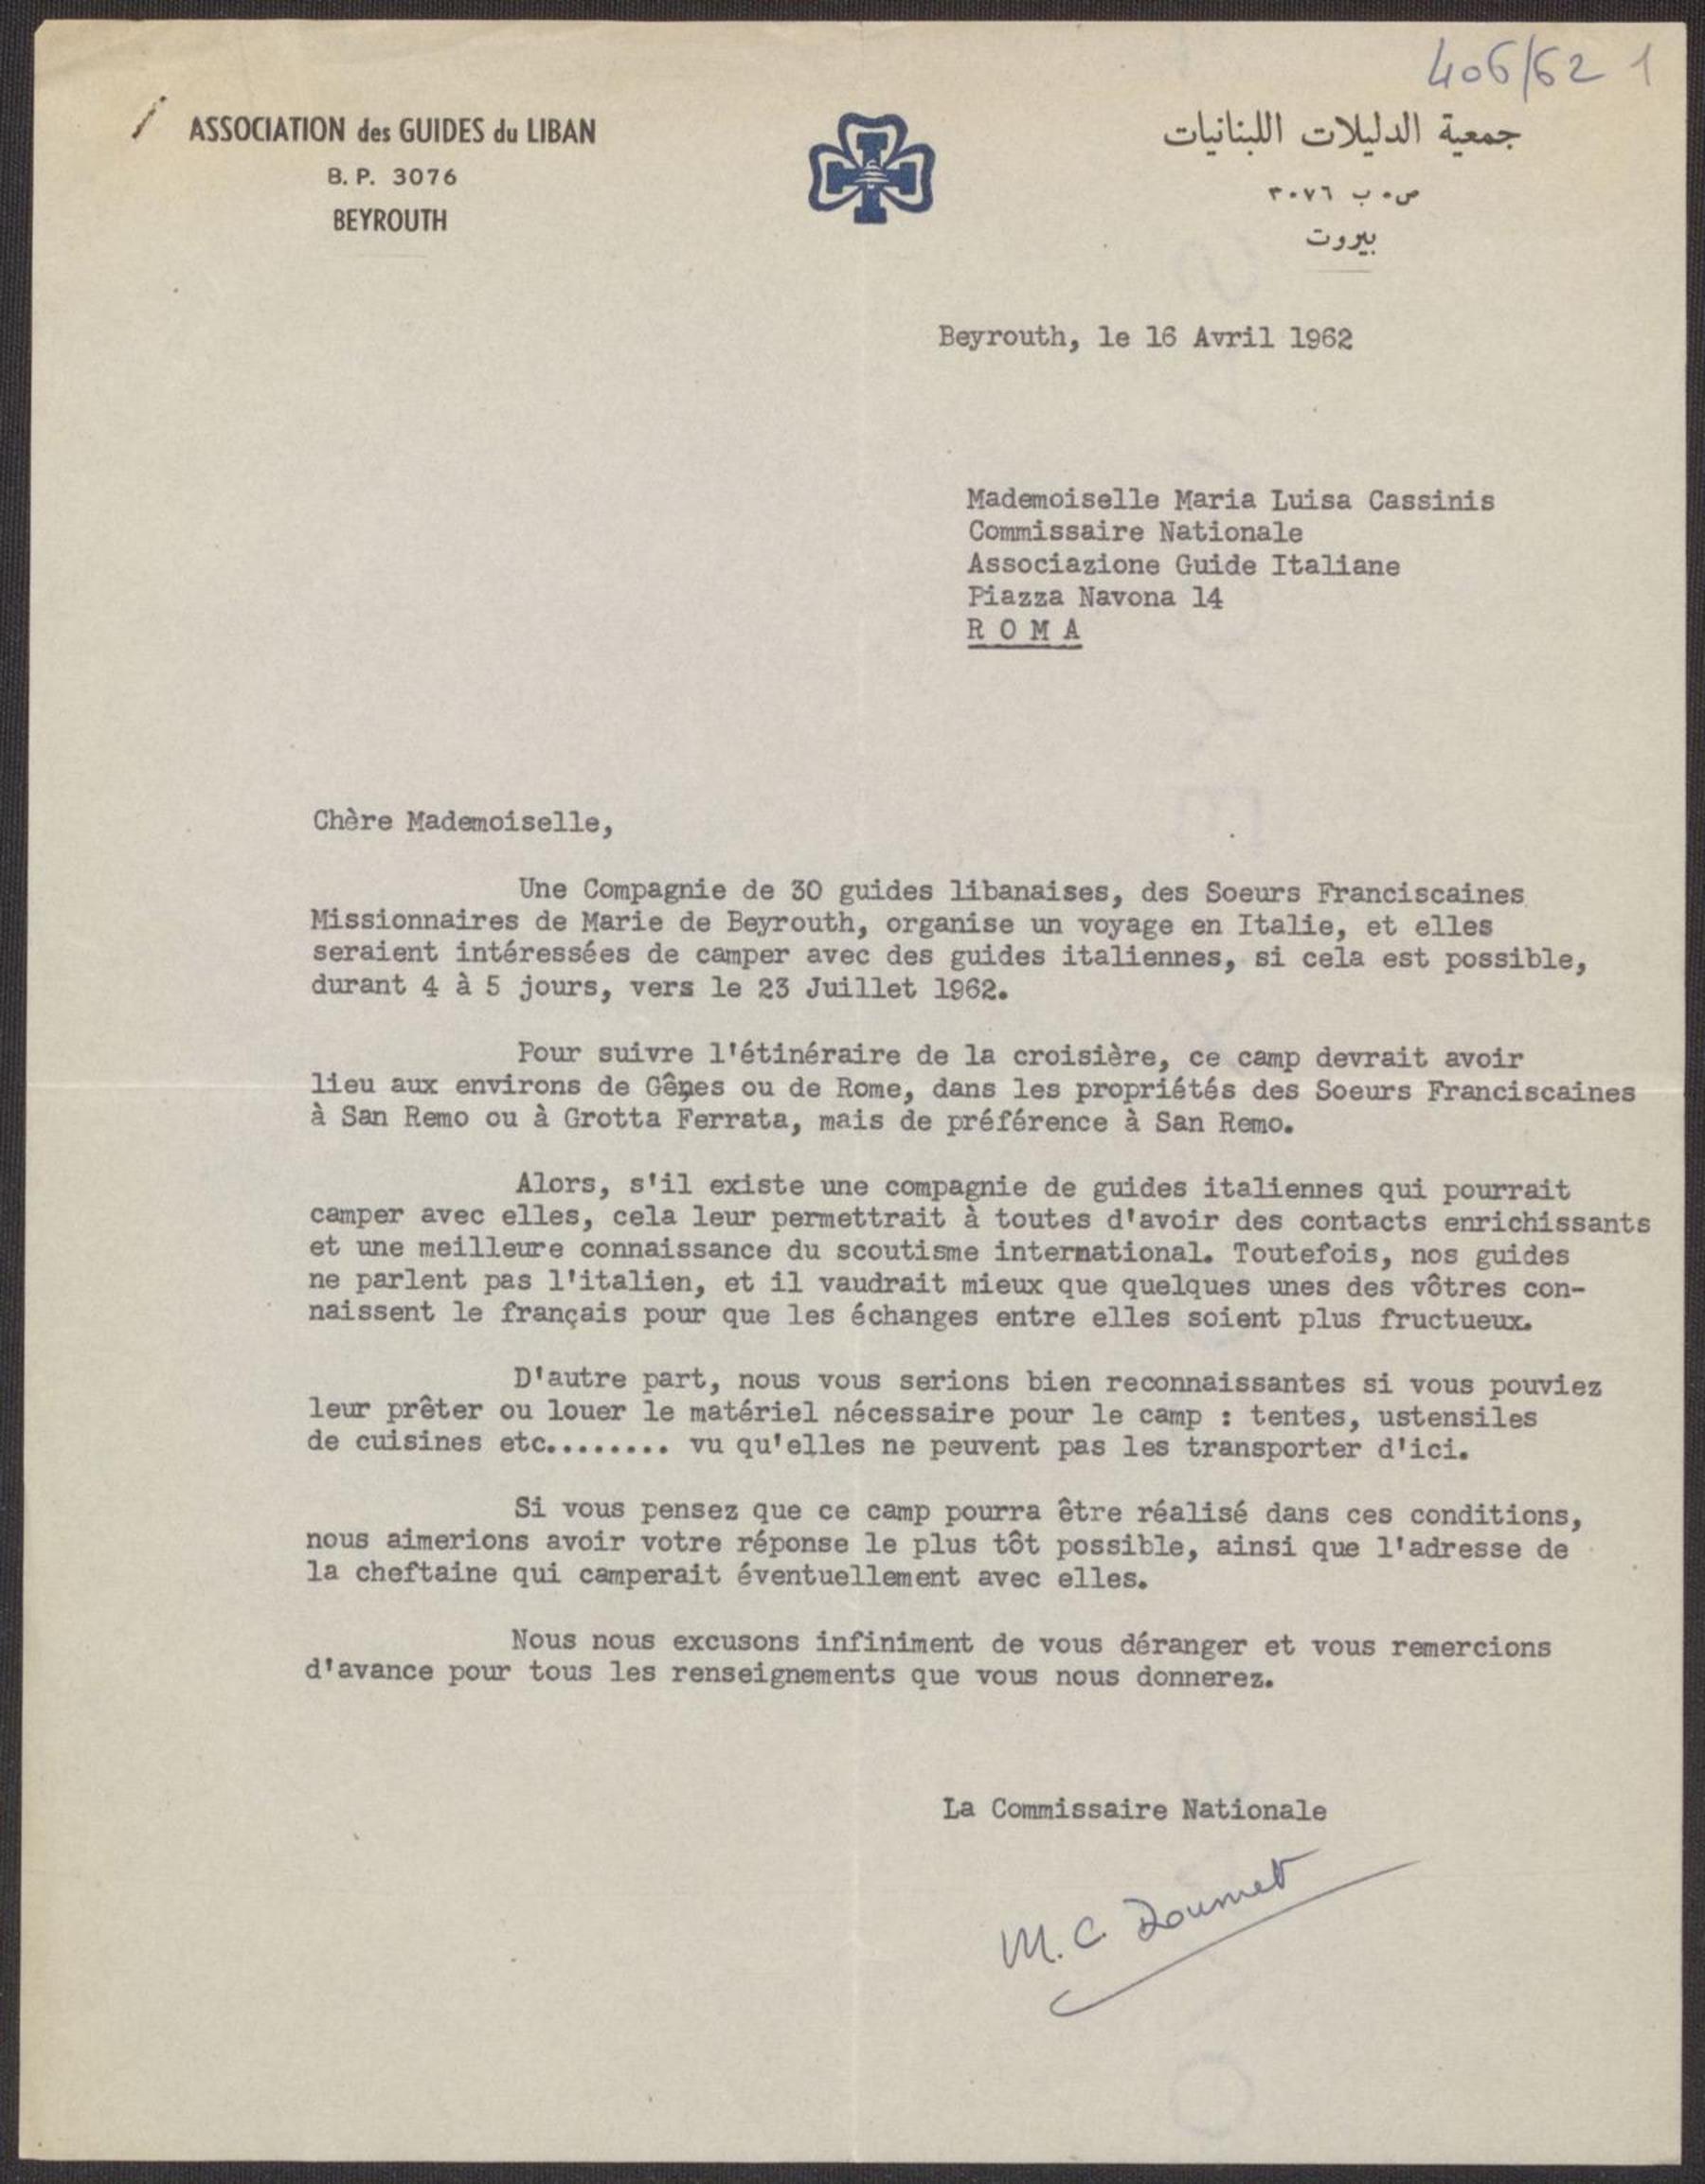 406/62 1
ASSOCIATION des GUIDES du LIBAN
B. P. 3076
BEYROUTH
جمعية الدليلات اللبنانيات
ص٠ب ٣٠٧٦
بيروت
Beyrouth, le 16 Avril 1962
Mademoiselle Maria Luisa Cassinis
Commissaire Nationale
Associazione Guide Italiane
Piazza Navona 14
R O M A
Chère Mademoiselle,
Une Compagnie de 30 guides libanaises, des Soeurs Franciscaines
Missionnaires de Marie de Beyrouth, organise un voyage en Italie, et elles
seraient intéressées de camper avec des guides italiennes, si cela est possible,
durant 4 à 5 jours, vers le 23 Juillet 1962.
Pour suivre l'étinéraire de la croisière, ce camp devrait avoir
lieu aux environs de Gênes ou de Rome, dans les propriétés des Soeurs Franciscaines
à San Remo ou à Grotta Ferrata, mais de préférence à San Remo.
Alors, s'il existe une compagnie de guides italiennes qui pourrait
camper avec elles, cela leur permettrait à toutes d'avoir des contacts enrichissants
et une meilleure connaissance du scoutisme international. Toutefois, nos guides
ne parlent pas l'italien, et il vaudrait mieux que quelques unes des vôtres con-
naissent le français pour que les échanges entre elles soient plus fructueux.
D'autre part, nous vous serions bien reconnaissantes si vous pouviez
leur prêter ou louer le matériel nécessaire pour le camp : tentes, ustensiles
de cuisines etc........ vu qu'elles ne peuvent pas les transporter d'ici.
Si vous pensez que ce camp pourra être réalisé dans ces conditions,
nous aimerions avoir votre réponse le plus tôt possible, ainsi que l'adresse de
la cheftaine qui camperait éventuellement avec elles.
Nous nous excusons infiniment de vous déranger et vous remercions
d'avance pour tous les renseignements que vous nous donnerez.
La Commissaire Nationale
M. C. Doumet